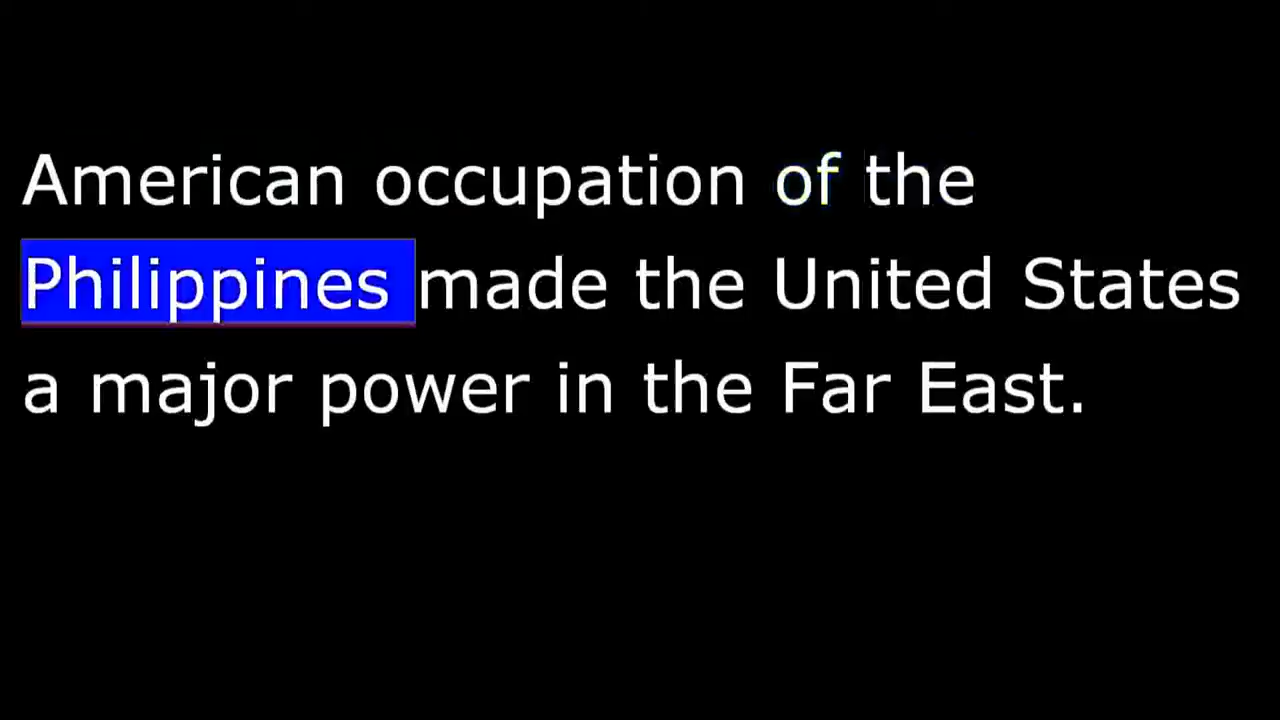 American occupation of the
Philippines made the United States
a major power in the Far East.